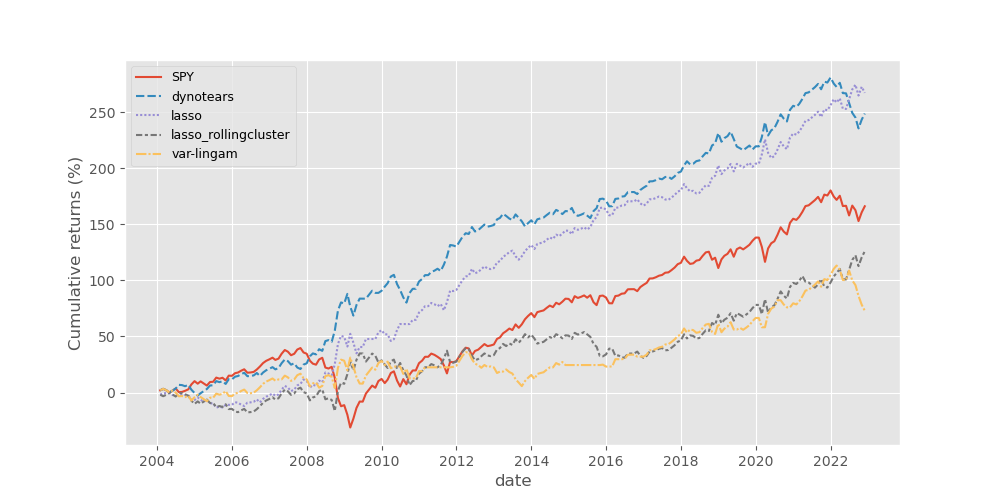 SPY
dynotears
lasso
lasso_rollingcluster
var-lingam
Cumulative returns (%)
250
200
150
100
50
0
2004 2006 2008 2010 2012 2014 2016 2018 2020 2022
date